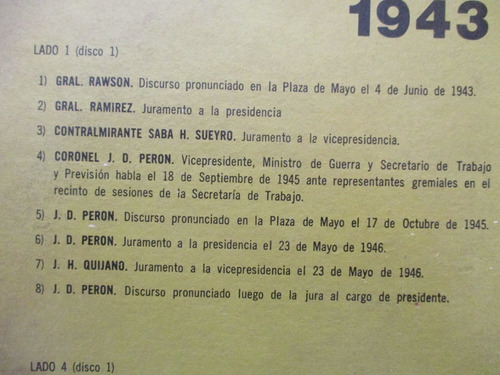 1943
LADO 1 (disco 1)
1) GRAL. RAWSON. Discurso pronunciado en la Plaza de Mayo el 4 de Junio de 1943.
2) GRAL. RAMIREZ. Juramento a la presidencia
3) CONTRALMIRANTE SABA H. SUEYRO. Juramento a la vicepresidencia.
4) CORONEL J. D. PERON. Vicepresidente, Ministro de Guerra y Secretario de Trabajo
y Previsión habla el 18 de Septiembre de 1945 ante representantes gremiales en el
recinto de sesiones de la Secretaría de Trabajo.
5) J. D. PERON. Discurso pronunciado en la Plaza de Mayo el 17 de Octubre de 1945.
6) J. D. PERON. Juramento a la presidencia el 23 de Mayo de 1946.
7) J. H. QUIJANO. Juramento a la vicepresidencia el 23 de Mayo de 1946.
8) J. D. PERON. Discurso pronunciado luego de la jura al cargo de presidente.
LADO 4 (disco 1)